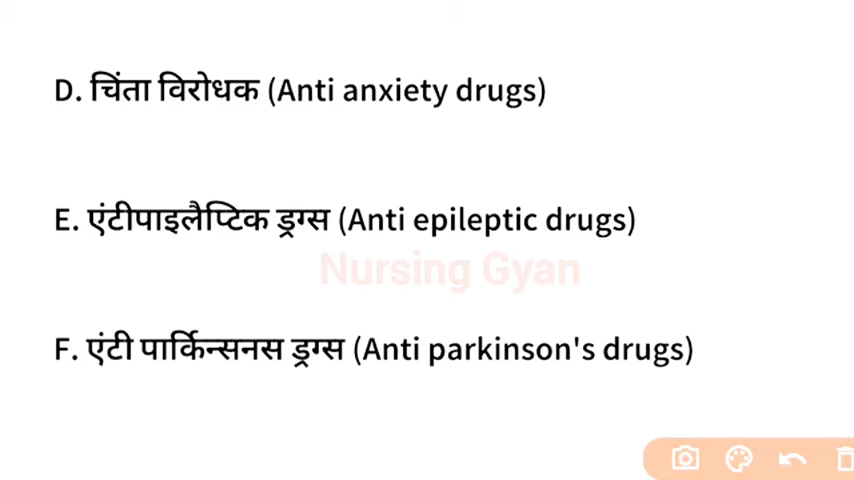 D. चिंता विरोधक (Anti anxiety drugs)
E. एंटीपाइलैप्टिक ड्रग्स (Anti epileptic drugs)
Nursing Gyan
F. एंटी पार्किन्सनस ड्रग्स (Anti parkinson's drugs)